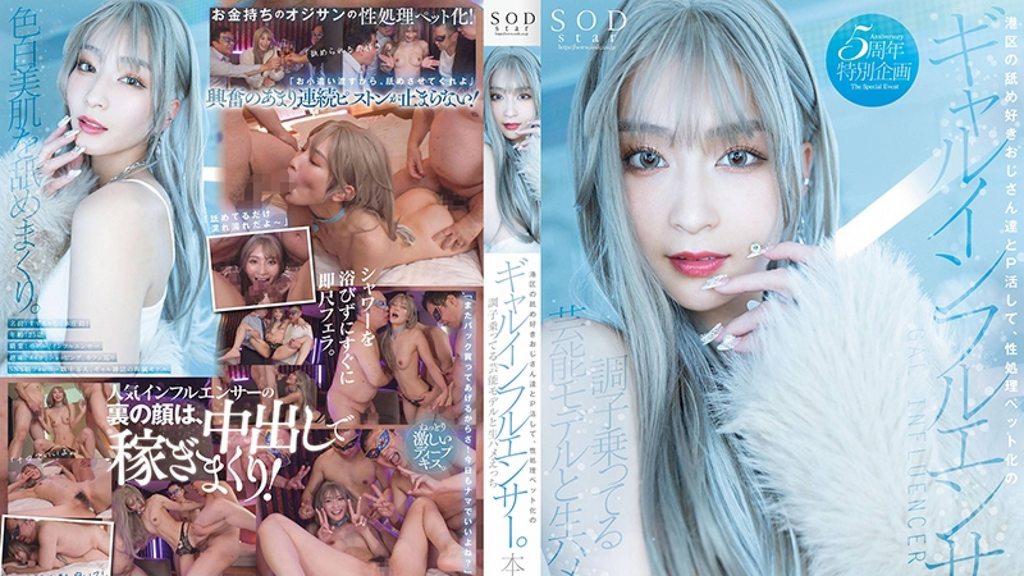 色白美肌を舐めまくり。
お金持ちのオジサンの性処理ペット化!
舐められるだけで
「お小遣い渡すから、舐めさせてくれよ」
興奮のあまり連続ピストンが止まらない!
「舐めてるだけ
濡れ濡れだよ〜」
シャワーを
浴びずにすぐに
即尺フェラ。
「またバック買ってあげるからさ!今日もナマでいいよね?」
人気インフルエンサーの
裏の顔は、中出しで
稼ぎまくり!
ねっとり
激しい
ディープ
キス。
SOD
star
港区の舐め好きおじさん達とP活して、性処理ペット化の
ギャルインフルエンサー。
調子乗ってる芸能モデルと生ハメえっち
本
SOD
star
5
Anniversary
周年
特別企画
The Special Event
港区の舐め好きおじさん達とP活して、性処理ペット化の
ギャルインフルエンサ
GAL INFLUENCER
調子乗ってる
芸能モデルと生ハメ